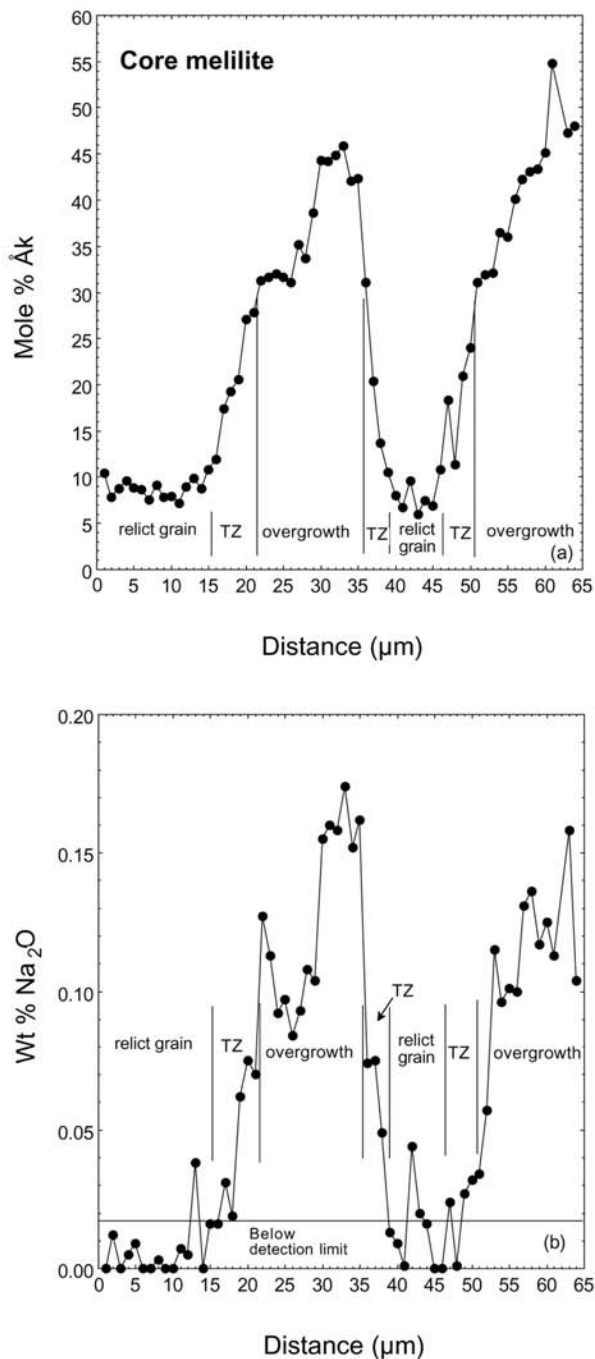 60
55
50
45
40
35
30
25
20
15
10
5
0
Core melilite
Mole % Åk
relict grain
TZ
overgrowth
TZ
relict
grain
TZ
overgrowth
(a)
0 5 10 15 20 25 30 35 40 45 50 55 60 65
Distance (µm)
0.20
0.15
0.10
0.05
0.00
Wt % Na2O
TZ
relict grain
TZ
overgrowth
relict
grain
TZ
overgrowth
Below
detection limit
(b)
0 5 10 15 20 25 30 35 40 45 50 55 60 65
Distance (µm)